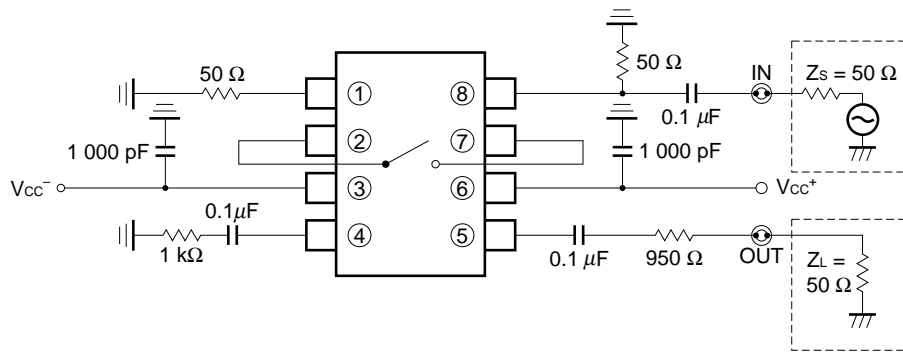 50 Ω
①
⑧
50 Ω
IN
ZS = 50 Ω
0.1 μF
②
⑦
1 000 pF
1 000 pF
VCC−
③
⑥
VCC+
0.1μF
④
⑤
1 kΩ
0.1 μF
950 Ω
OUT
ZL =
50 Ω